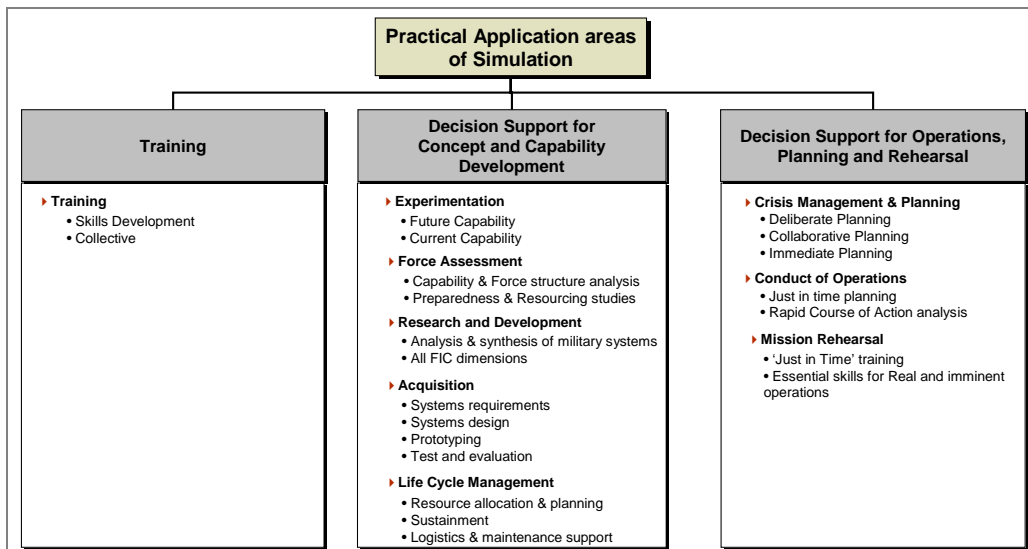 Practical Application areas
of Simulation
Training
Training
• Skills Development
• Collective
Decision Support for
Concept and Capability
Development
Experimentation
• Future Capability
• Current Capability
Force Assessment
• Capability & Force structure analysis
• Preparedness & Resourcing studies
Research and Development
• Analysis & synthesis of military systems
• All FIC dimensions
Acquisition
• Systems requirements
• Systems design
• Prototyping
• Test and evaluation
Life Cycle Management
• Resource allocation & planning
• Sustainment
• Logistics & maintenance support
Decision Support for Operations,
Planning and Rehearsal
Crisis Management & Planning
• Deliberate Planning
• Collaborative Planning
• Immediate Planning
Conduct of Operations
• Just in time planning
• Rapid Course of Action analysis
Mission Rehearsal
• ‘Just in Time’ training
• Essential skills for Real and imminent
operations